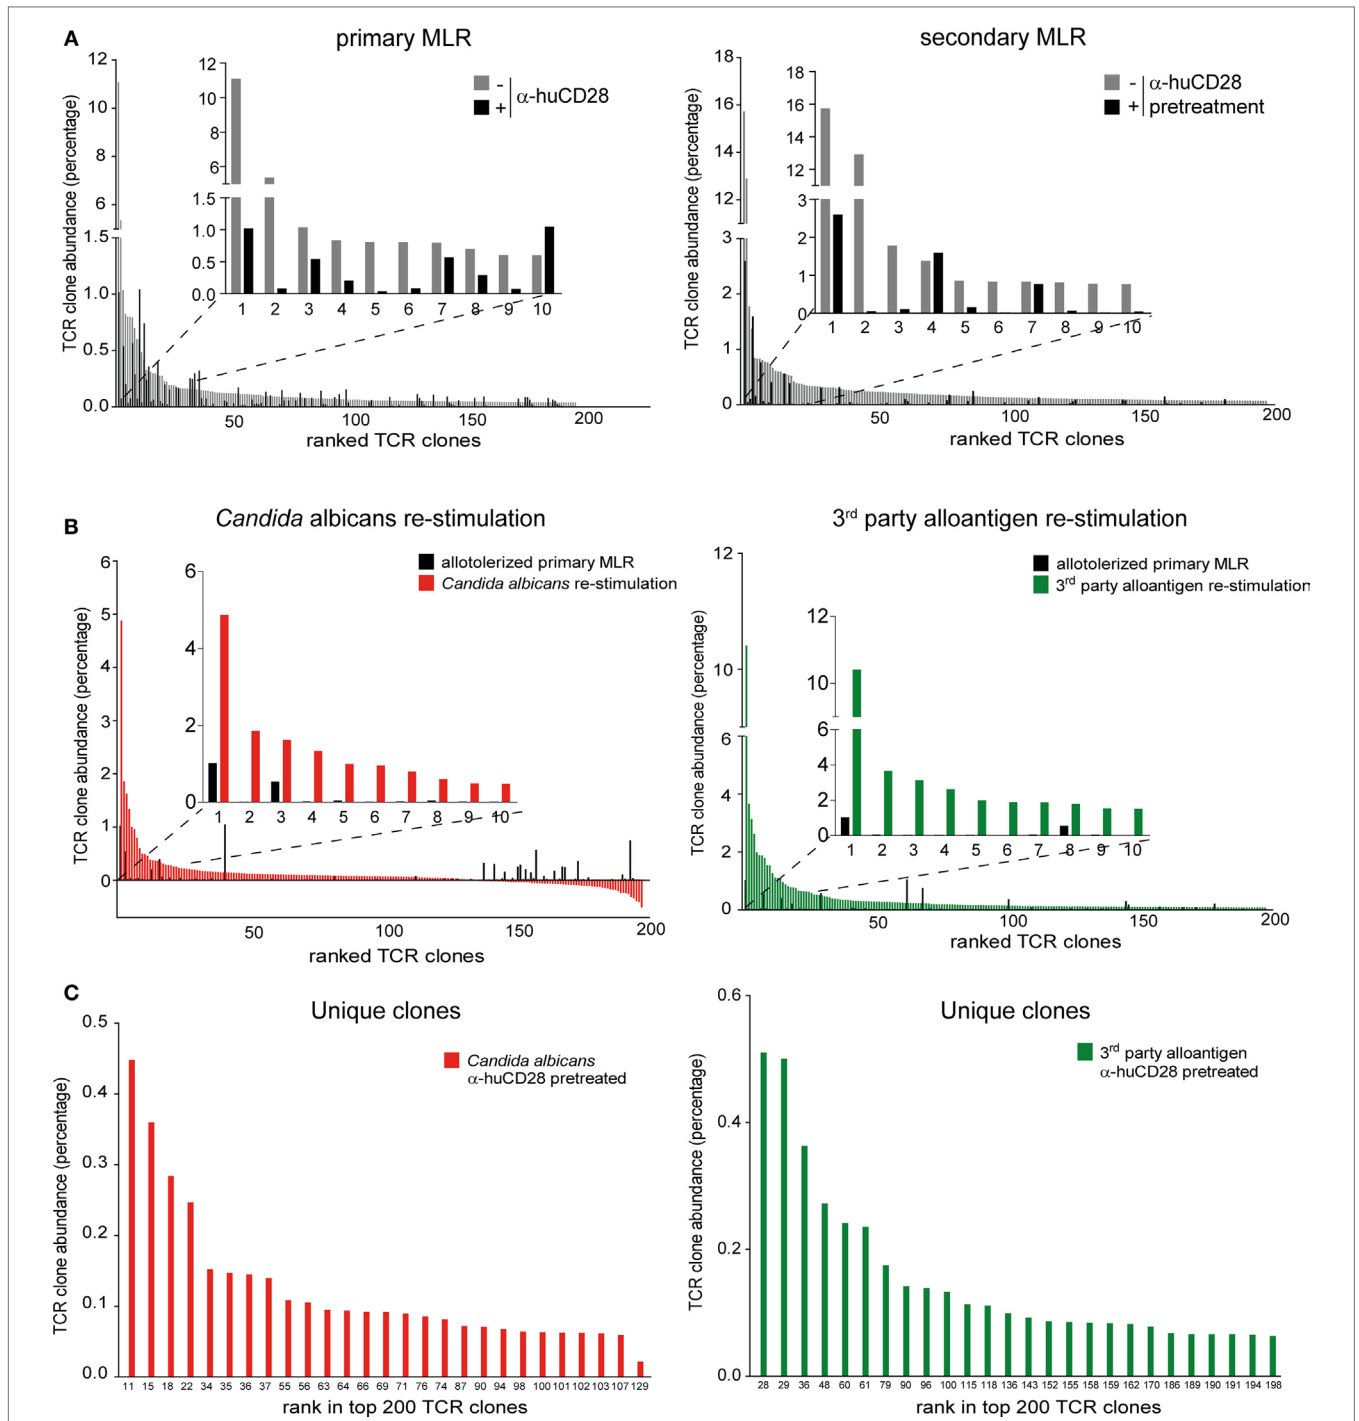 A
primary MLR
TCR clone abundance (percentage)
12
10
8
6
1.5
1.0
0.5
0.0
50
100
150
200
ranked TCR clones
12
10
8
6
1.5
1.0
0.5
0.0
1 2 3 4 5 6 7 8 9 10
- α-huCD28
+
secondary MLR
TCR clone abundance (percentage)
18
16
14
12
3
2
1
0
50
100
150
200
ranked TCR clones
18
16
14
12
3
2
1
0
1 2 3 4 5 6 7 8 9 10
- α-huCD28
+ pretreatment
B
Candida albicans re-stimulation
TCR clone abundance (percentage)
6
5
4
3
2
1
0
50
100
150
200
ranked TCR clones
6
4
2
0
1 2 3 4 5 6 7 8 9 10
allotolerized primary MLR
Candida albicans re-stimulation
3rd party alloantigen re-stimulation
TCR clone abundance (percentage)
12
10
6
4
2
0
50
100
150
200
ranked TCR clones
12
10
6
4
2
0
1 2 3 4 5 6 7 8 9 10
allotolerized primary MLR
3rd party alloantigen re-stimulation
C
Unique clones
TCR clone abundance (percentage)
0.5
0.4
0.3
0.2
0.1
0.0
Candida albicans
α-huCD28 pretreated
11 15 18 22 34 35 36 37 55 56 63 64 66 69 71 76 74 87 90 94 98 100 101 102 103 107 129
rank in top 200 TCR clones
Unique clones
TCR clone abundance (percentage)
0.6
0.4
0.2
0.0
3rd party alloantigen
α-huCD28 pretreated
28 29 36 48 60 61 79 90 96 100 115 118 136 143 152 155 158 159 162 170 186 189 190 191 194 198
rank in top 200 TCR clones